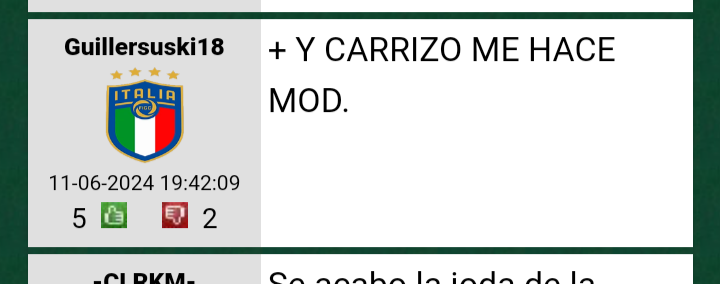 Guillersuski18
ITALIA
FIGC
11-06-2024 19:42:09
5 2
+ Y CARRIZO ME HACE
MOD.
-CLRKM-
Se acabo la joda de la